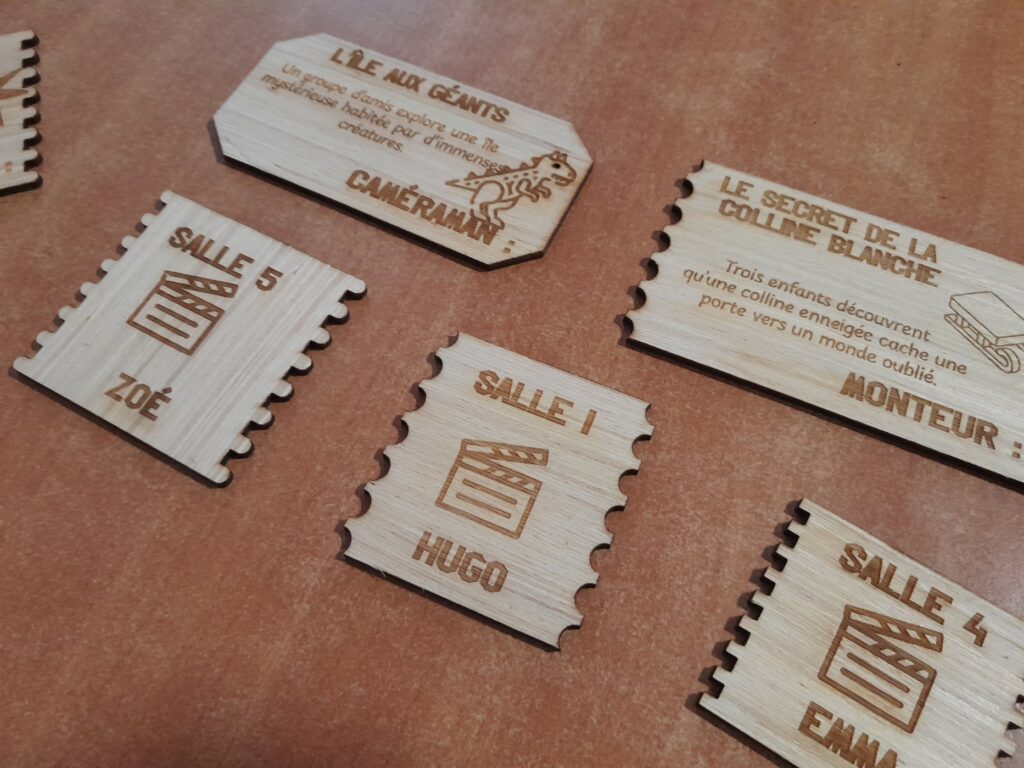 L'ÎLE AUX GÉANTS
Un groupe d'amis explore une île
mystérieuse habitée par d'immenses
créatures.
CAMÉRAMAN :
LE SECRET DE LA
COLLINE BLANCHE
Trois enfants découvrent
qu'une colline enneigée cache une
porte vers un monde oublié.
MONTEUR :
SALLE 5
ZOÉ
SALLE 1
HUGO
SALLE 4
EMMA